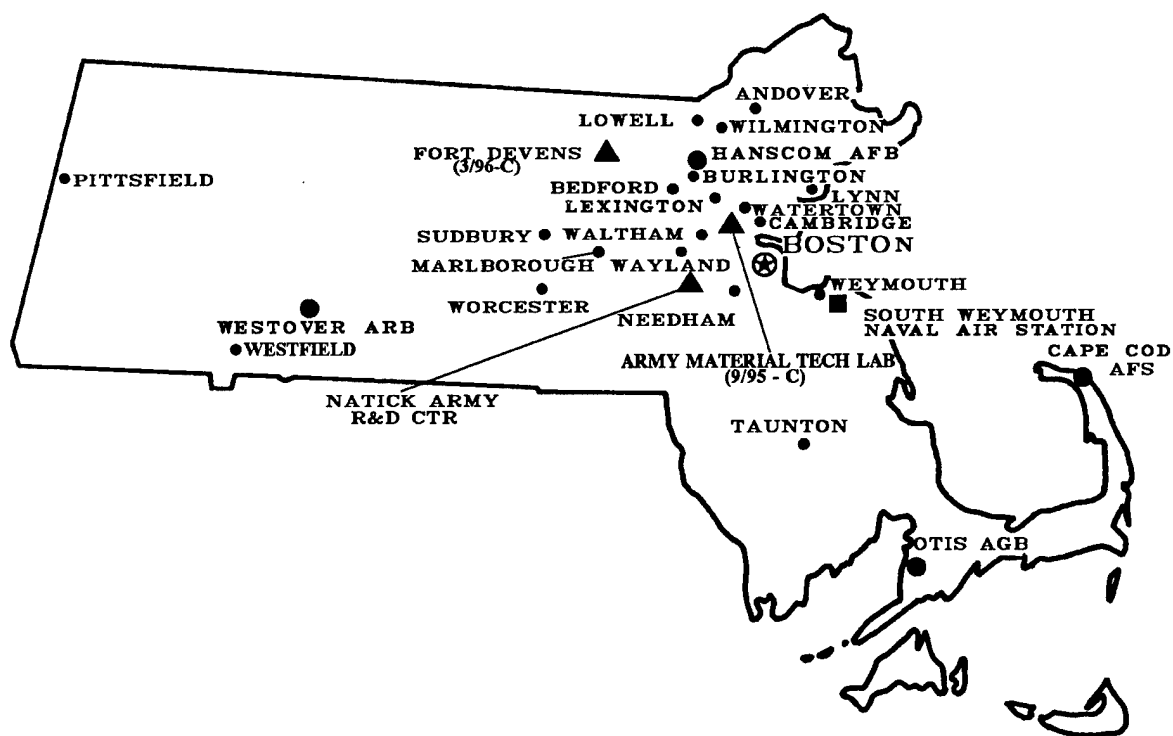 ANDOVER
LOWELL
WILMINGTON
FORT DEVENS
(3/96-C)
HANSCOM AFB
PITTSFIELD
BURLINGTON
BEDFORD
LYNN
LEXINGTON
WATERTOWN
CAMBRIDGE
SUDBURY
WALTHAM
BOSTON
MARLBOROUGH
WAYLAND
WEYMOUTH
WORCESTER
NEEDHAM
SOUTH WEYMOUTH
NAVAL AIR STATION
WESTOVER ARB
WESTFIELD
ARMY MATERIAL TECH LAB
(9/95 - C)
CAPE COD
AFS
NATICK ARMY
R&D CTR
TAUNTON
OTIS AGB